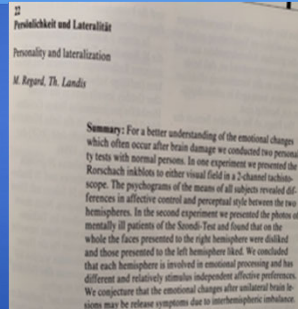 22
Persönlichkeit und Lateralität
Personality and lateralization
M. Regard, Th. Landis
Summary: For a better understanding of the emotional changes
which often occur after brain damage we conducted two personali-
ty tests with normal persons. In one experiment we presented the
Rorschach inkblots to either visual field in a 2-channel tachisto-
scope. The psychograms of the means of all subjects revealed dif-
ferences in affective control and perceptual style between the two
hemispheres. In the second experiment we presented the photos of
mentally ill patients of the Szondi-Test and found that on the
whole the faces presented to the right hemisphere were disliked
and those presented to the left hemisphere liked. We concluded
that each hemisphere is involved in emotional processing and has
different and relatively stimulus independent affective preferences.
We conjecture that the emotional changes after unilateral brain le-
sions may be release symptoms due to interhemispheric imbalance.